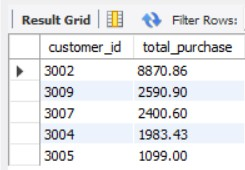 Result Grid Filter Rows:
customer_id total_purchase
3002 8870.86
3009 2590.90
3007 2400.60
3004 1983.43
3005 1099.00